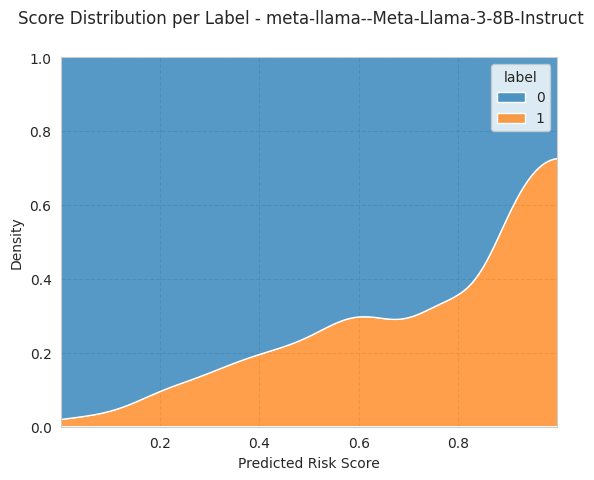 Score Distribution per Label - meta-llama--Meta-Llama-3-8B-Instruct
label
0
1
1.0
0.8
0.6
0.4
0.2
0.0
Density
0.2 0.4 0.6 0.8
Predicted Risk Score